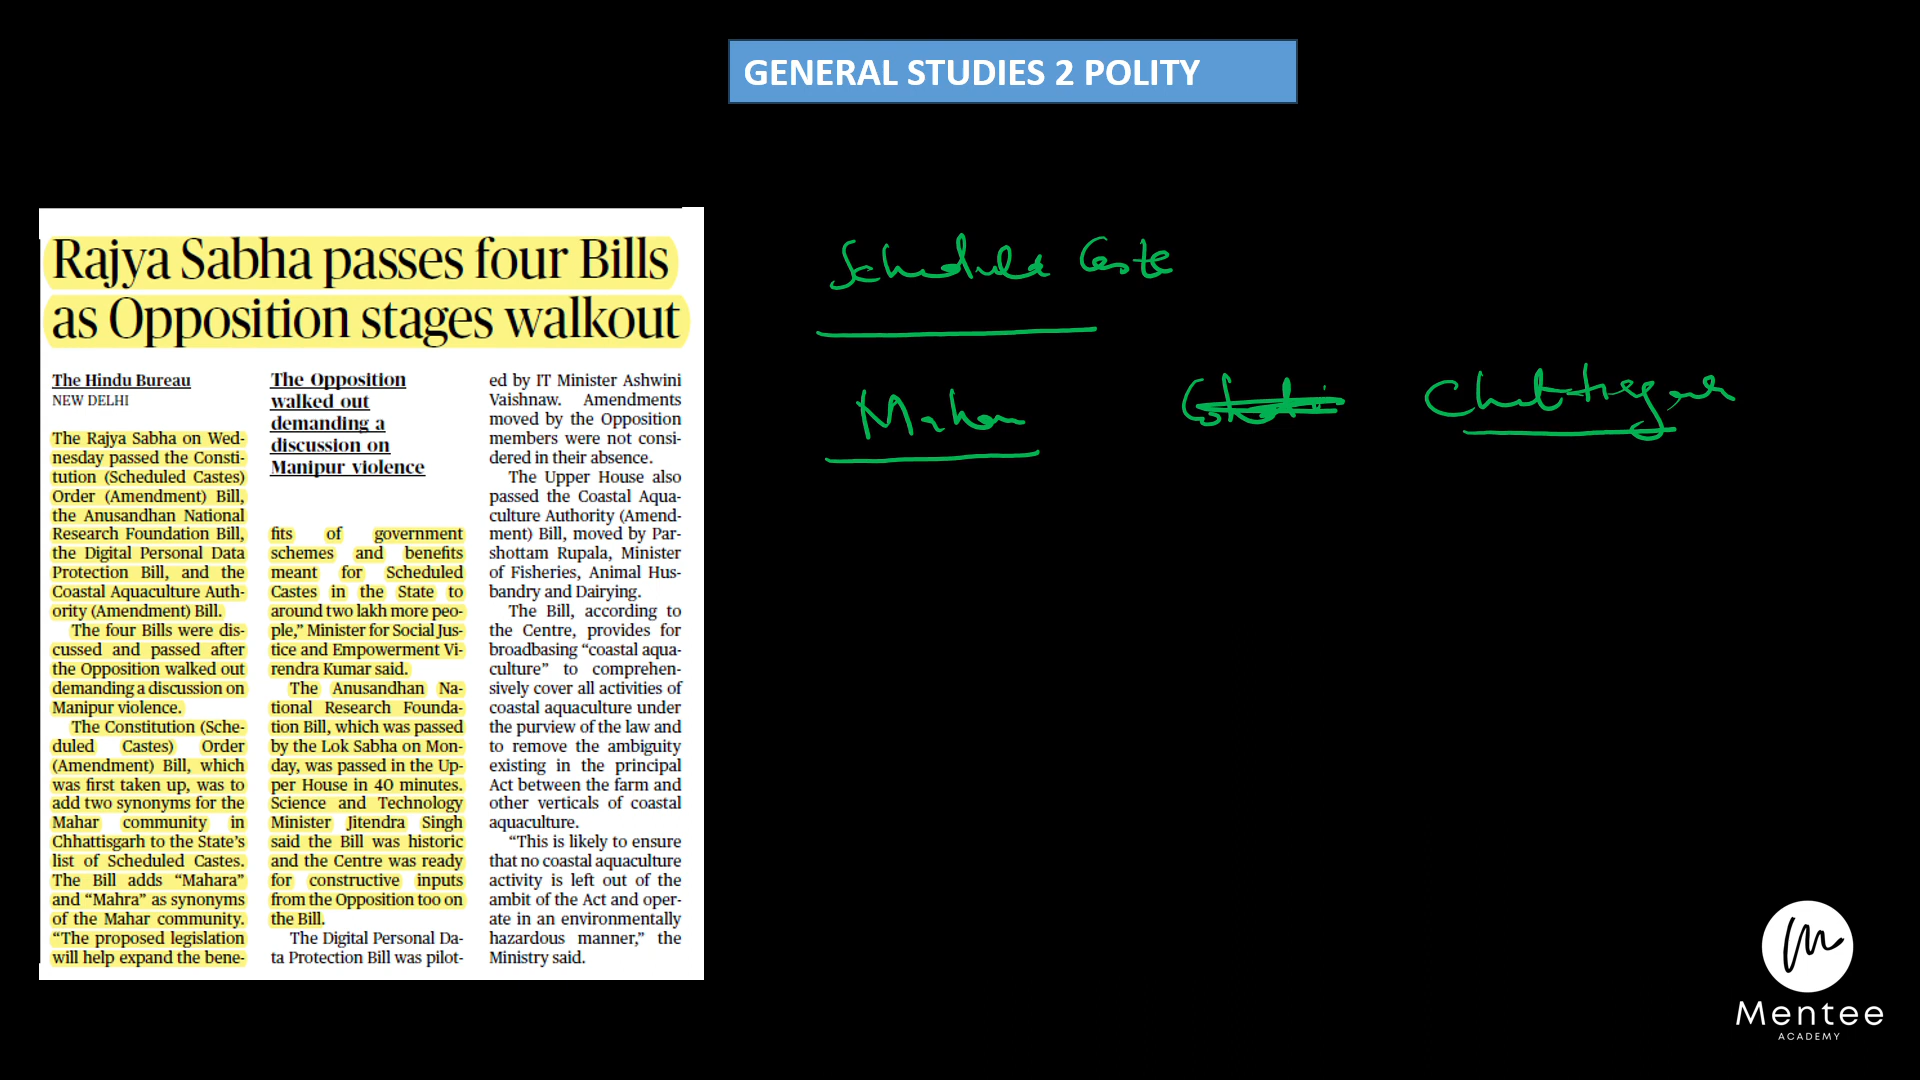 GENERAL STUDIES 2 POLITY
Rajya Sabha passes four Bills
as Opposition stages walkout
The Hindu Bureau
NEW DELHI
The Rajya Sabha on Wed-
nesday passed the Consti-
tution (Scheduled Castes)
Order (Amendment) Bill,
the Anusandhan National
Research Foundation Bill,
the Digital Personal Data
Protection Bill, and the
Coastal Aquaculture Auth-
ority (Amendment) Bill.
The four Bills were dis-
cussed and passed after
the Opposition walked out
demanding a discussion on
Manipur violence.
The Constitution (Sche-
duled Castes) Order
(Amendment) Bill, which
was first taken up, was to
add two synonyms for the
Mahar community in
Chhattisgarh to the State's
list of Scheduled Castes.
The Bill adds “Mahara”
and “Mahra” as synonyms
of the Mahar community.
“The proposed legislation
will help expand the bene-
The Opposition
walked out
demanding a
discussion on
Manipur violence
fits of government
schemes and benefits
meant for Scheduled
Castes in the State to
around two lakh more peo-
ple,” Minister for Social Jus-
tice and Empowerment Vi-
rendra Kumar said.
The Anusandhan Na-
tional Research Founda-
tion Bill, which was passed
by the Lok Sabha on Mon-
day, was passed in the Up-
per House in 40 minutes.
Science and Technology
Minister Jitendra Singh
said the Bill was historic
and the Centre was ready
for constructive inputs
from the Opposition too on
the Bill.
The Digital Personal Da-
ta Protection Bill was pilot-
ed by IT Minister Ashwini
Vaishnaw. Amendments
moved by the Opposition
members were not consi-
dered in their absence.
The Upper House also
passed the Coastal Aqua-
culture Authority (Amend-
ment) Bill, moved by Par-
shottam Rupala, Minister
of Fisheries, Animal Hus-
bandry and Dairying.
The Bill, according to
the Centre, provides for
broadbasing “coastal aqua-
culture” to comprehen-
sively cover all activities of
coastal aquaculture under
the purview of the law and
to remove the ambiguity
existing in the principal
Act between the farm and
other verticals of coastal
aquaculture.
“This is likely to ensure
that no coastal aquaculture
activity is left out of the
ambit of the Act and oper-
ate in an environmentally
hazardous manner,” the
Ministry said.
Schedule Caste
Mahar
Mentee
ACADEMY